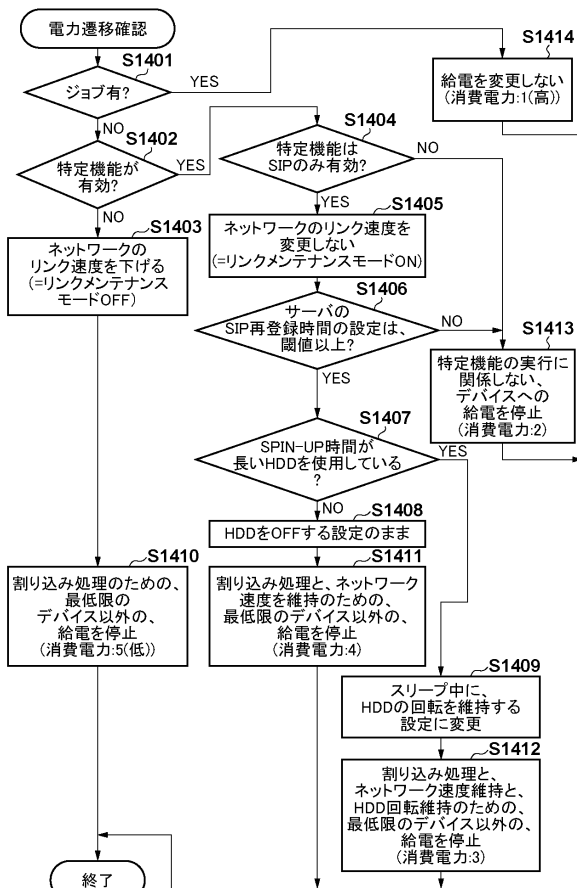 電力遷移確認
S1401
ジョブ有?
YES
NO
S1414
給電を変更しない
(消費電力:1(高))
S1402
特定機能が
有効?
YES
NO
S1404
特定機能は
SIPのみ有効?
NO
YES
S1403
ネットワークの
リンク速度を下げる
(=リンクメンテナンス
モードOFF)
S1405
ネットワークのリンク速度を
変更しない
(=リンクメンテナンスモードON)
S1406
サーバの
SIP再登録時間の設定は、
閾値以上?
NO
YES
S1413
特定機能の実行に
関係しない、
デバイスへの
給電を停止
(消費電力:2)
S1407
SPIN-UP時間が
長いHDDを使用している
?
YES
NO
S1408
HDDをOFFする設定のまま
S1410
割り込み処理のための、
最低限の
デバイス以外の、
給電を停止
(消費電力:5(低))
S1411
割り込み処理と、ネットワーク
速度を維持のための、
最低限のデバイス以外の、
給電を停止
(消費電力:4)
S1409
スリープ中に、
HDDの回転を維持する
設定に変更
S1412
割り込み処理と、
ネットワーク速度維持と、
HDD回転維持のための、
最低限のデバイス以外の、
給電を停止
(消費電力:3)
終了